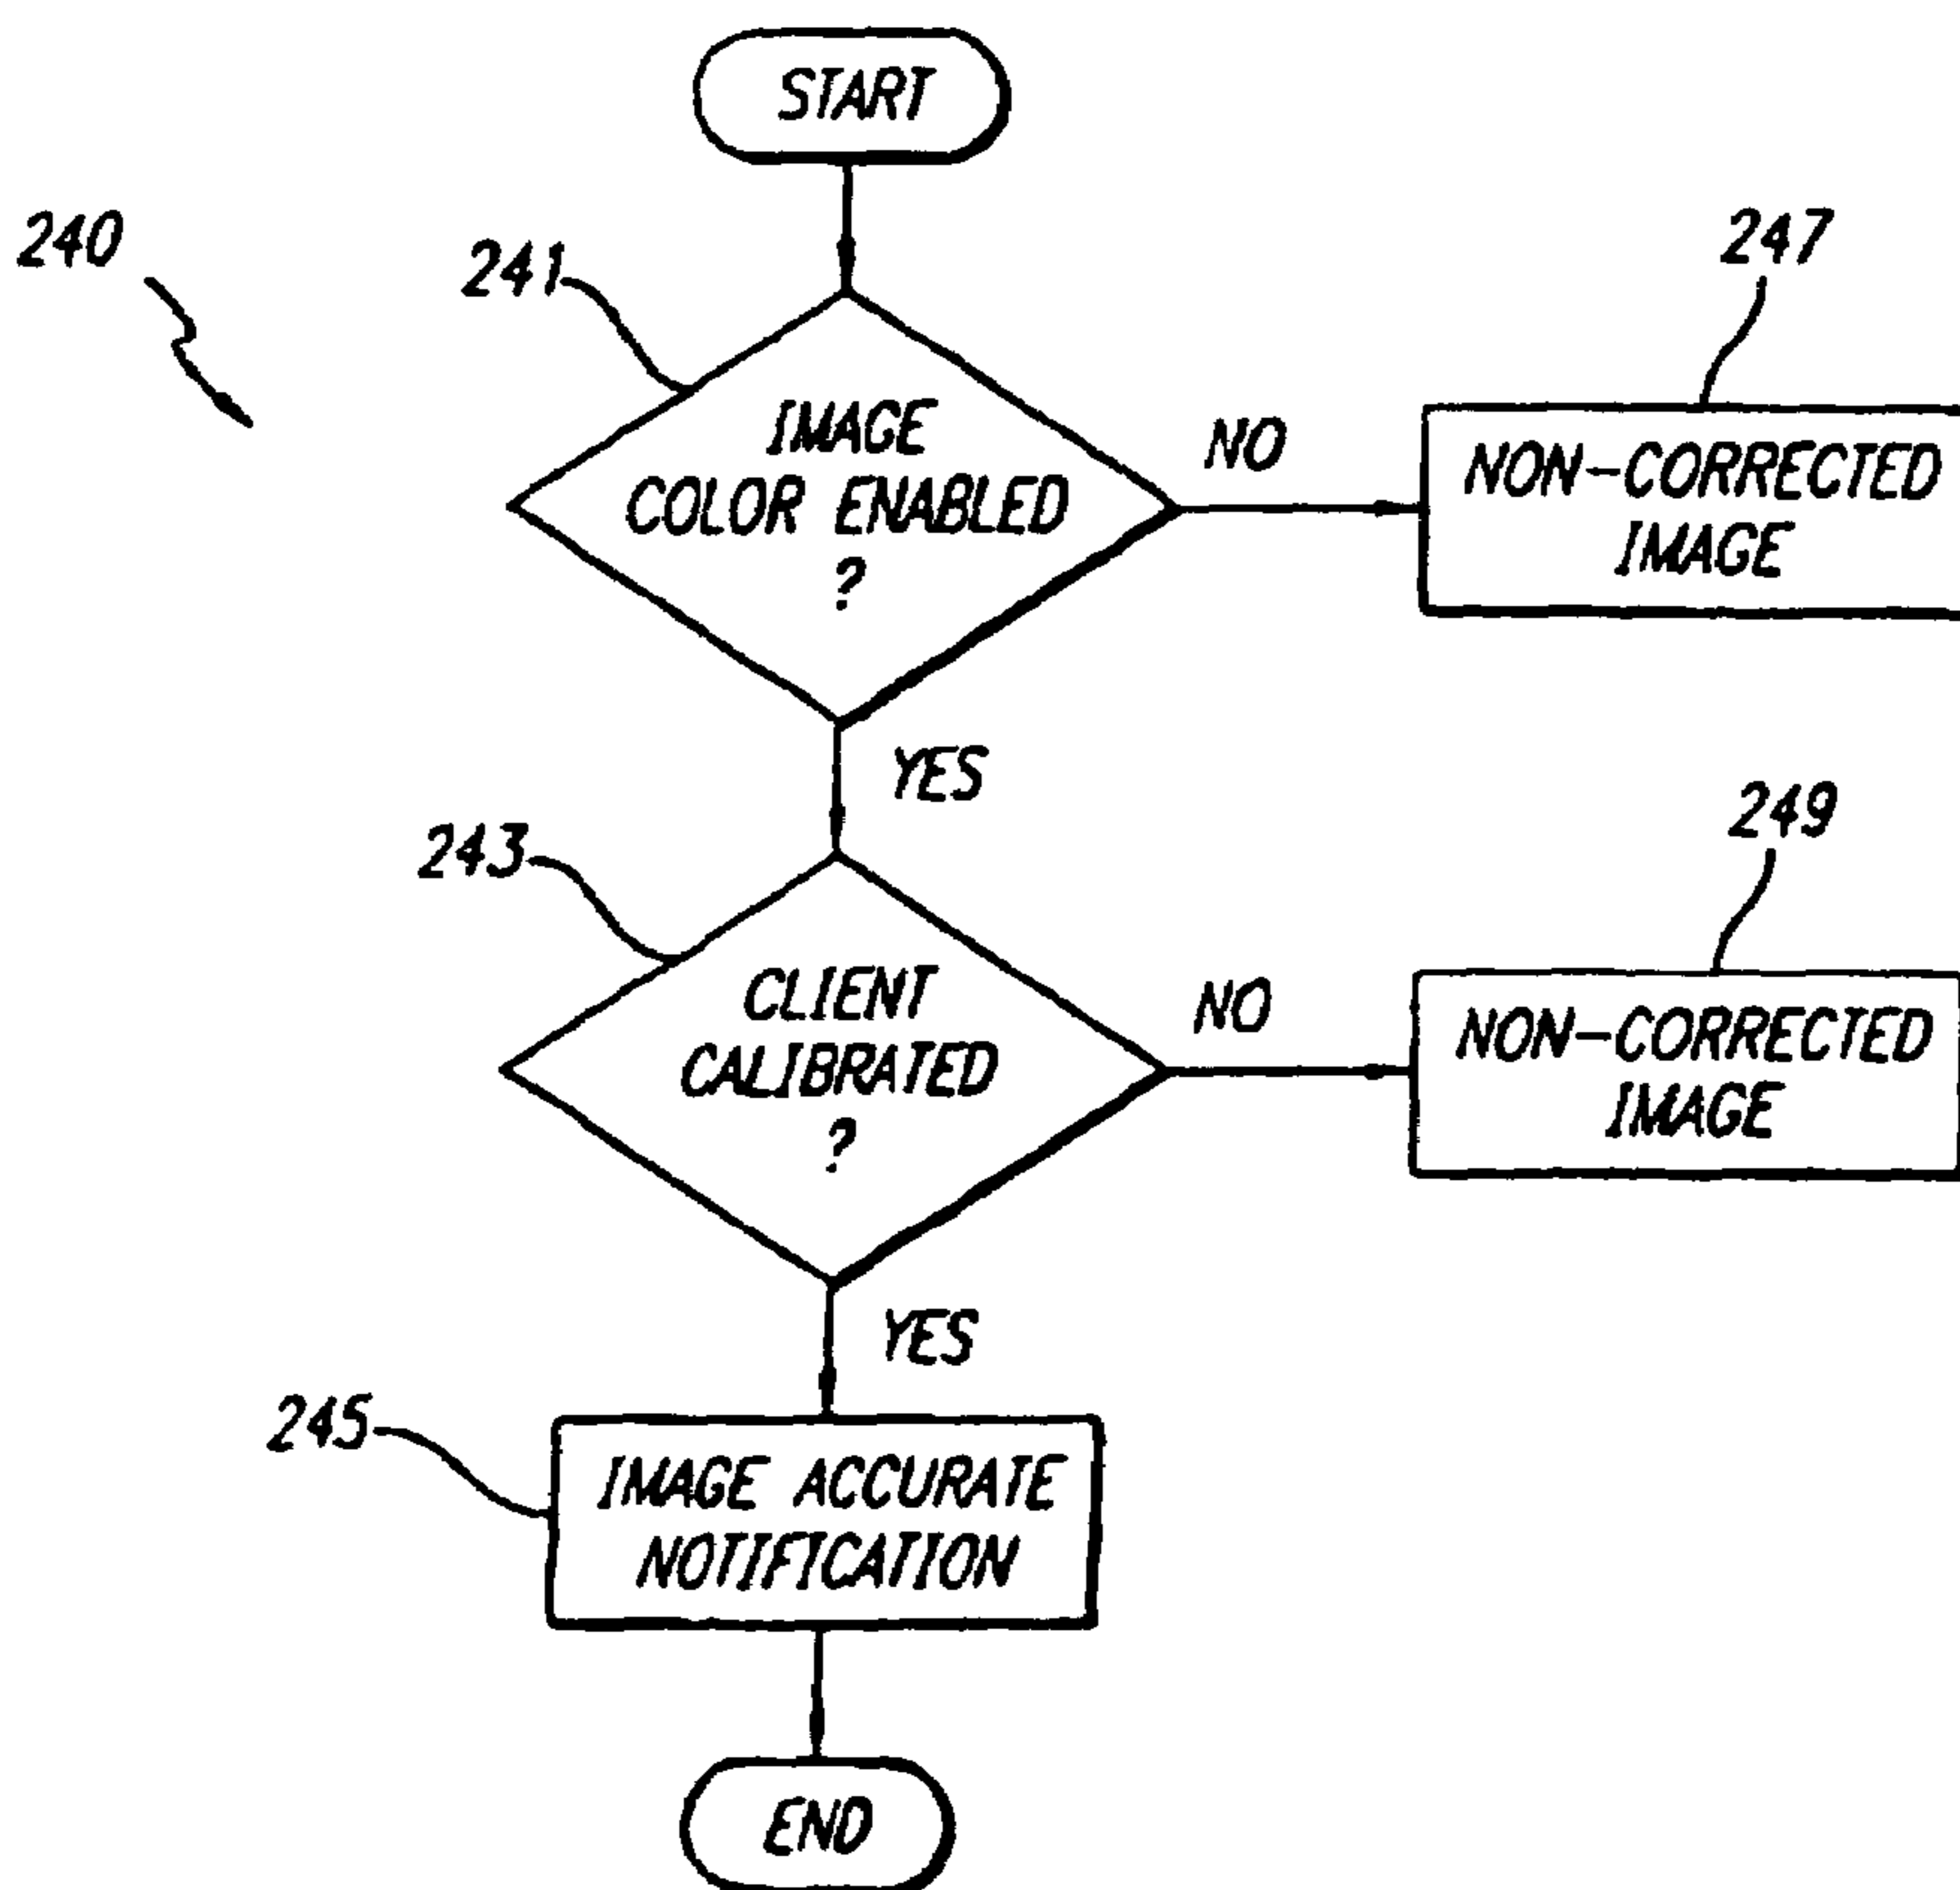 START
240
241
247
IMAGE
COLOR ENABLED
?
NO
NON-CORRECTED
IMAGE
YES
243
249
CLIENT
CALIBRATED
?
NO
NON-CORRECTED
IMAGE
YES
245
IMAGE ACCURATE
NOTIFICATION
END